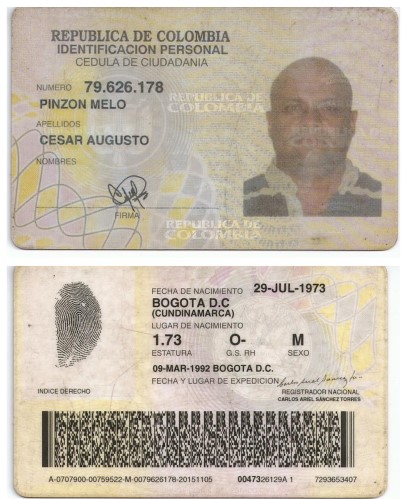 REPUBLICA DE COLOMBIA
IDENTIFICACION PERSONAL
CEDULA DE CIUDADANIA
NUMERO 79.626.178
PINZON MELO
APELLIDOS
CESAR AUGUSTO
NOMBRES
FIRMA
REPUBLICA DE
COLOMBIA
REPUBLICA DE
COLOMBIA
FECHA DE NACIMIENTO 29-JUL-1973
BOGOTA D.C
(CUNDINAMARCA)
LUGAR DE NACIMIENTO
1.73 O- M
ESTATURA G.S. RH SEXO
09-MAR-1992 BOGOTA D.C.
FECHA Y LUGAR DE EXPEDICION
INDICE DERECHO
REGISTRADOR NACIONAL
CARLOS ARIEL SÁNCHEZ TORRES
A-0707900-00759522-M-0079626178-20151105 0047326129A 1 7293653407